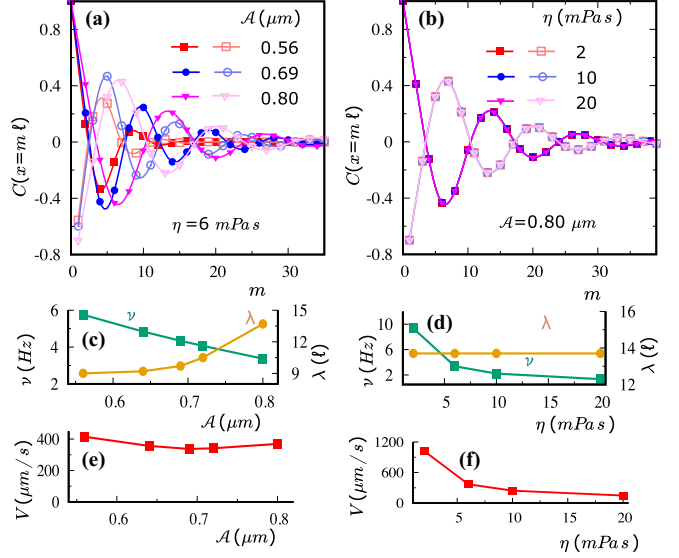 (a)
𝒜 (μm)
0.56
0.69
0.80
η =6 mPas
C(x=m ℓ)
0.8
0.4
0
-0.4
-0.8
0 10 20 30
m
(b)
η (mPas)
2
10
20
𝒜=0.80 μm
C(x=m ℓ)
0.8
0.4
0
-0.4
-0.8
0 10 20 30
m
(c)
ν
λ
ν (Hz)
6
4
2
λ (ℓ)
15
12
9
0.6 0.7 0.8
𝒜 (μm)
(d)
λ
ν
ν (Hz)
10
6
2
λ (ℓ)
16
14
12
5 10 15 20
η (mPas)
(e)
V (μm/s)
400
200
0
0.6 0.7 0.8
𝒜 (μm)
(f)
V (μm/s)
1200
600
0
5 10 15 20
η (mPas)